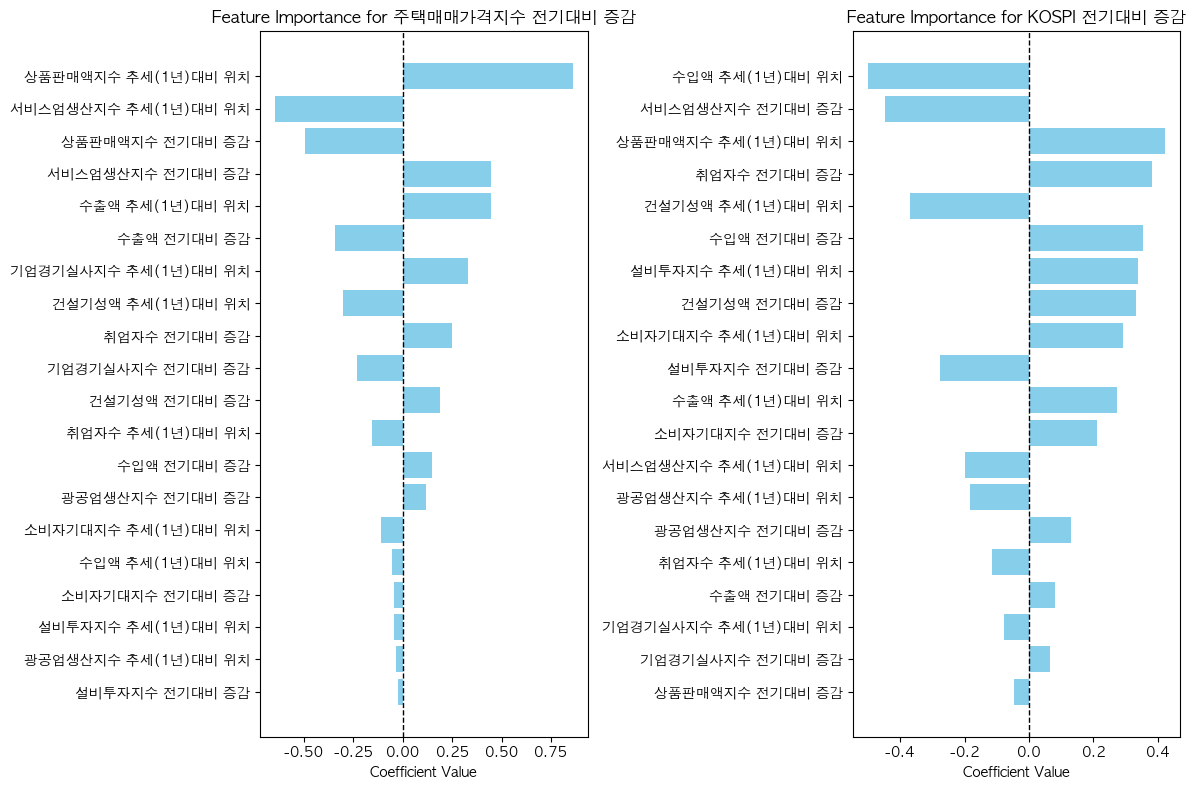 Feature Importance for 주택매매가격지수 전기대비 증감
상품판매액지수 추세(1년)대비 위치
서비스업생산지수 추세(1년)대비 위치
상품판매액지수 전기대비 증감
서비스업생산지수 전기대비 증감
수출액 추세(1년)대비 위치
수출액 전기대비 증감
기업경기실사지수 추세(1년)대비 위치
건설기성액 추세(1년)대비 위치
취업자수 전기대비 증감
기업경기실사지수 전기대비 증감
건설기성액 전기대비 증감
취업자수 추세(1년)대비 위치
수입액 전기대비 증감
광공업생산지수 전기대비 증감
소비자기대지수 추세(1년)대비 위치
수입액 추세(1년)대비 위치
소비자기대지수 전기대비 증감
설비투자지수 추세(1년)대비 위치
광공업생산지수 추세(1년)대비 위치
설비투자지수 전기대비 증감
-0.50 -0.25 0.00 0.25 0.50 0.75
Coefficient Value
Feature Importance for KOSPI 전기대비 증감
수입액 추세(1년)대비 위치
서비스업생산지수 전기대비 증감
상품판매액지수 추세(1년)대비 위치
취업자수 전기대비 증감
건설기성액 추세(1년)대비 위치
수입액 전기대비 증감
설비투자지수 추세(1년)대비 위치
건설기성액 전기대비 증감
소비자기대지수 추세(1년)대비 위치
설비투자지수 전기대비 증감
수출액 추세(1년)대비 위치
소비자기대지수 전기대비 증감
서비스업생산지수 추세(1년)대비 위치
광공업생산지수 추세(1년)대비 위치
광공업생산지수 전기대비 증감
취업자수 추세(1년)대비 위치
수출액 전기대비 증감
기업경기실사지수 추세(1년)대비 위치
기업경기실사지수 전기대비 증감
상품판매액지수 전기대비 증감
-0.4 -0.2 0.0 0.2 0.4
Coefficient Value